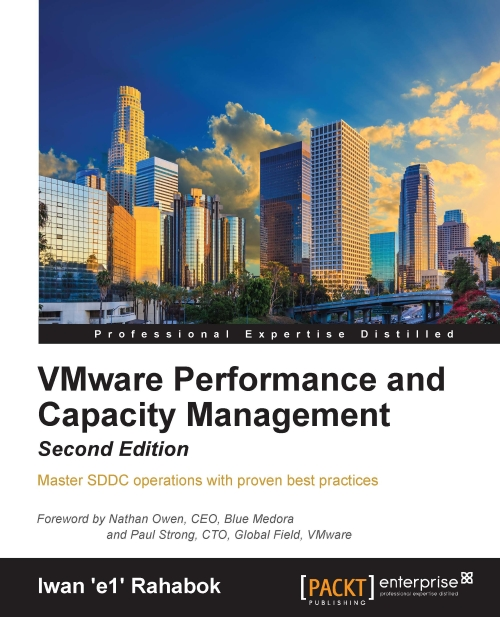 Professional Expertise Distilled
VMware Performance and
Capacity Management
Second Edition
Master SDDC operations with proven best practices
Foreword by Nathan Owen, CEO, Blue Medora
and Paul Strong, CTO, Global Field, VMware
Iwan 'e1' Rahabok
[PACKT] enterprise
PUBLISHING
professional expertise distilled